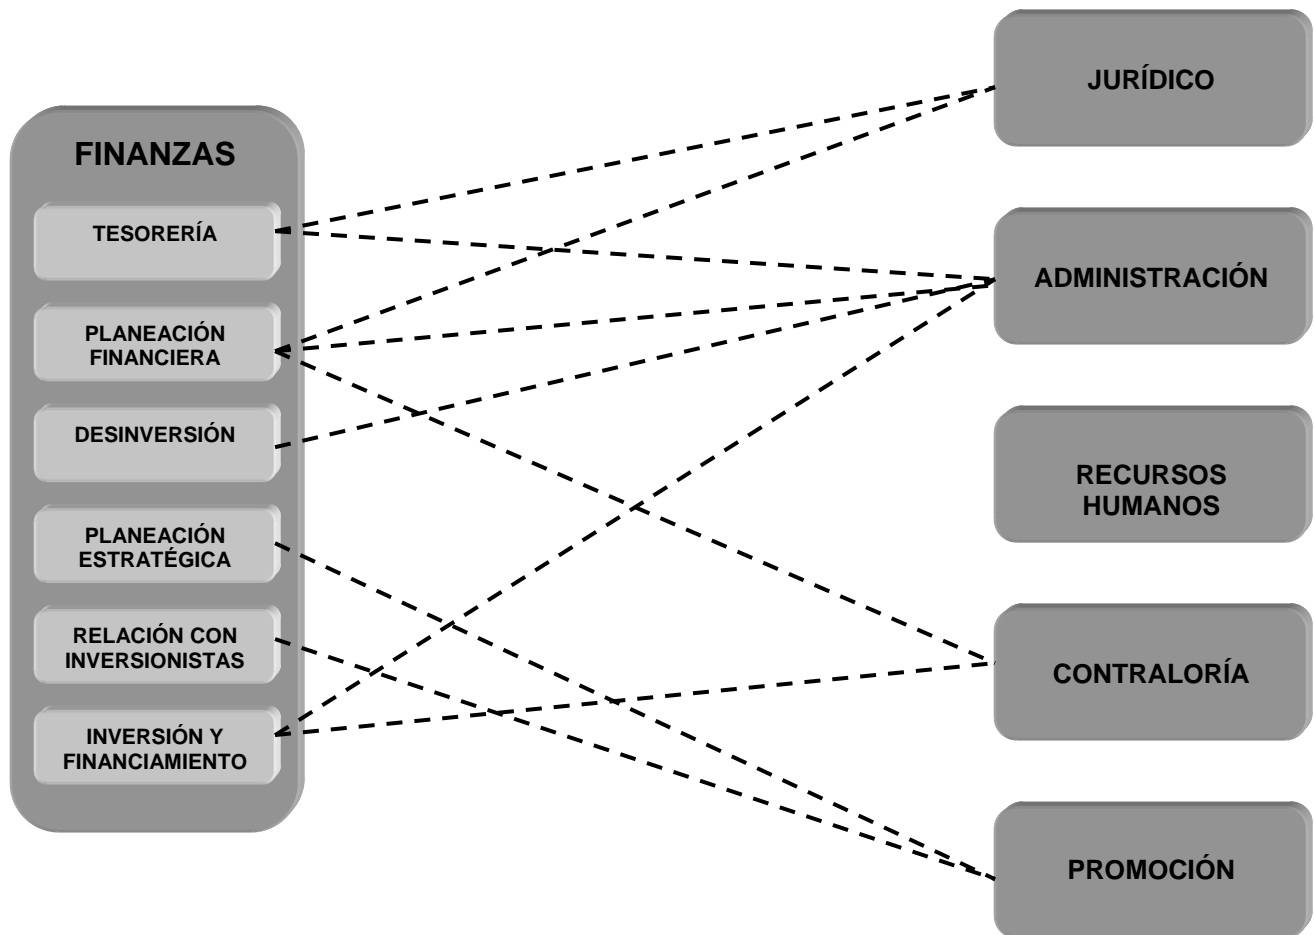 FINANZAS
TESORERÍA
PLANEACIÓN
FINANCIERA
DESINVERSIÓN
PLANEACIÓN
ESTRATÉGICA
RELACIÓN CON
INVERSIONISTAS
INVERSIÓN Y
FINANCIAMIENTO
JURÍDICO
ADMINISTRACIÓN
RECURSOS
HUMANOS
CONTRALORÍA
PROMOCIÓN